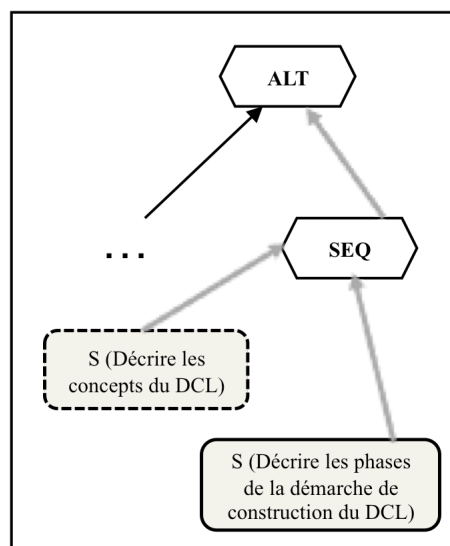 ALT
. . .
SEQ
S (Décrire les
concepts du DCL)
S (Décrire les phases
de la démarche de
construction du DCL)